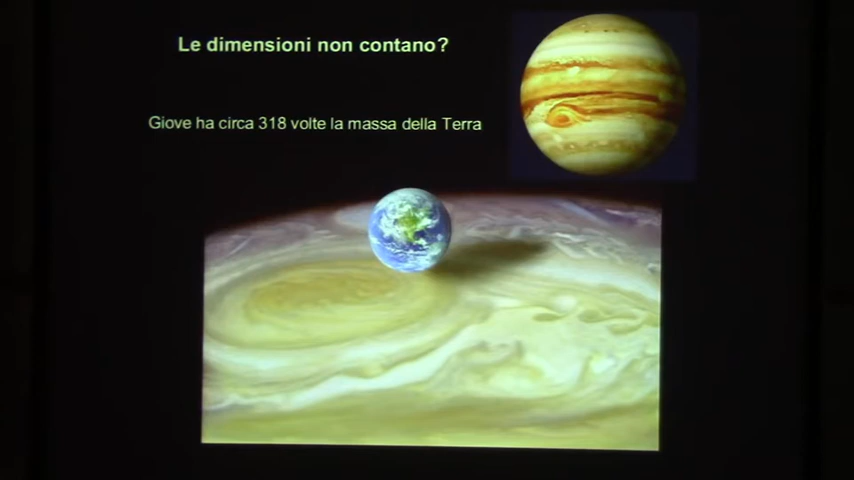 Le dimensioni non contano?
Giove ha circa 318 volte la massa della Terra